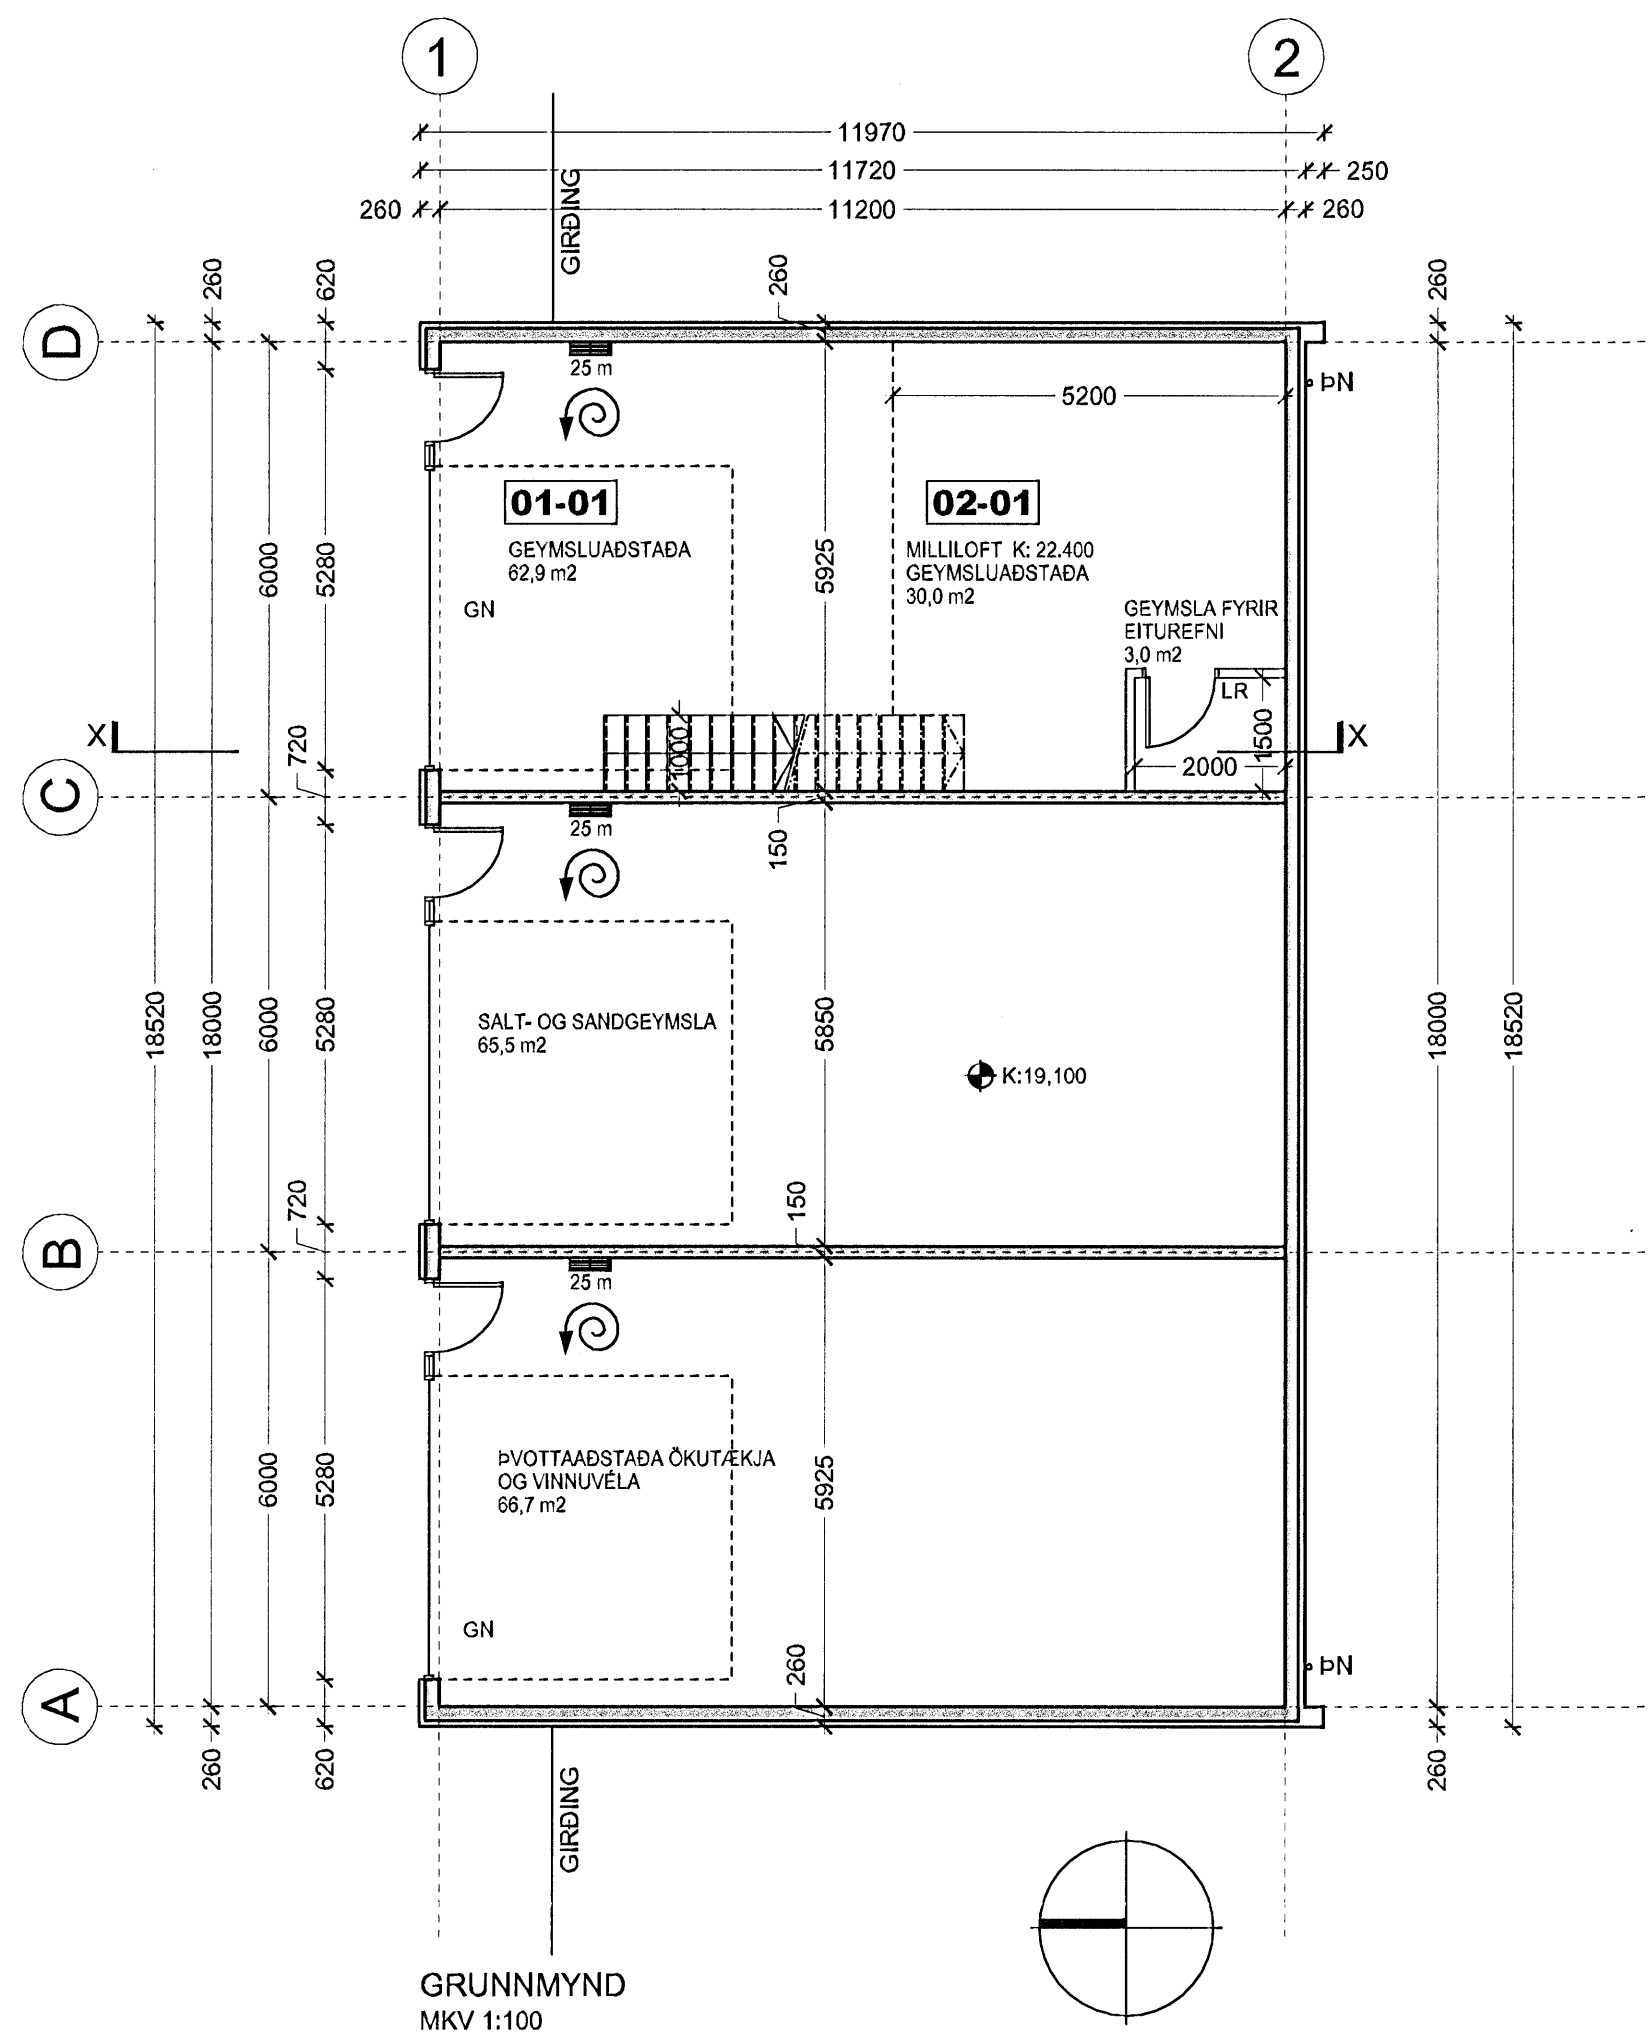 1
2
11970
11720
250
260
11200
260
GIRÐING
260
620
260
260
D
25 m
ÞN
5200
01-01
02-01
GEYMSLUAÐSTAÐA
62,9 m2
MILLILOFT K: 22.400
GEYMSLUAÐSTAÐA
30,0 m2
6000
5280
5925
GN
GEYMSLA FYRIR
EITUREFNI
3,0 m2
LR
X
X
720
1000
1500
2000
C
25 m
150
18520
18000
6000
5280
SALT- OG SANDGEYMSLA
65,5 m2
5850
K:19,100
18000
18520
720
150
B
25 m
6000
5280
ÞVOTTAAÐSTAÐA ÖKUTÆKJA
OG VINNUVÉLA
66,7 m2
5925
GN
260
ÞN
A
260
620
260
GIRÐING
GRUNNMYND
MKV 1:100